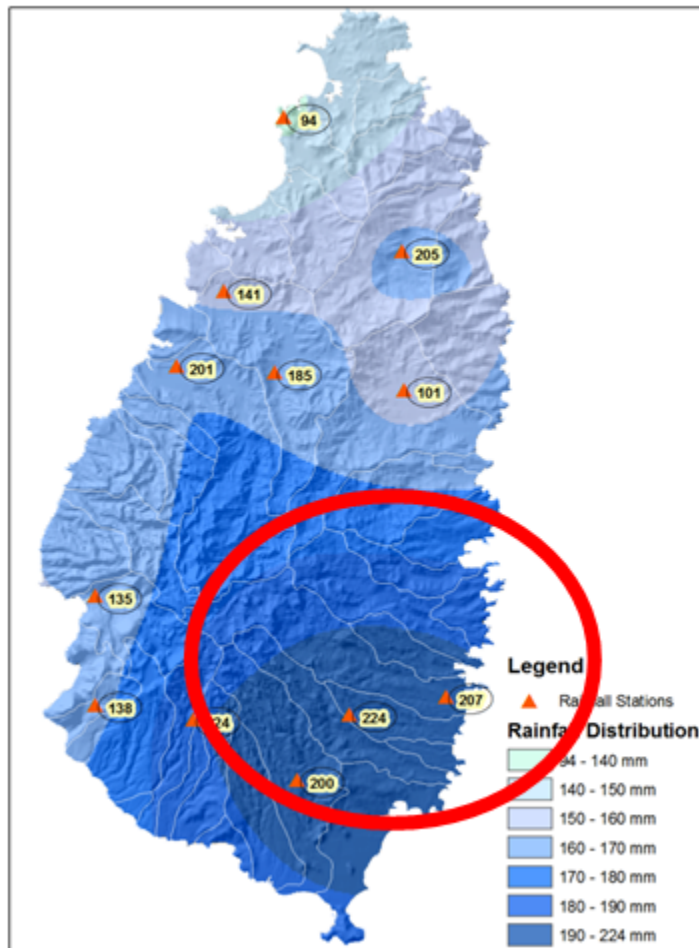 94
205
141
201
185
101
135
207
138
24
224
200
Legend
Rainfall Stations
Rainfall Distribution
94 - 140 mm
140 - 150 mm
150 - 160 mm
160 - 170 mm
170 - 180 mm
180 - 190 mm
190 - 224 mm